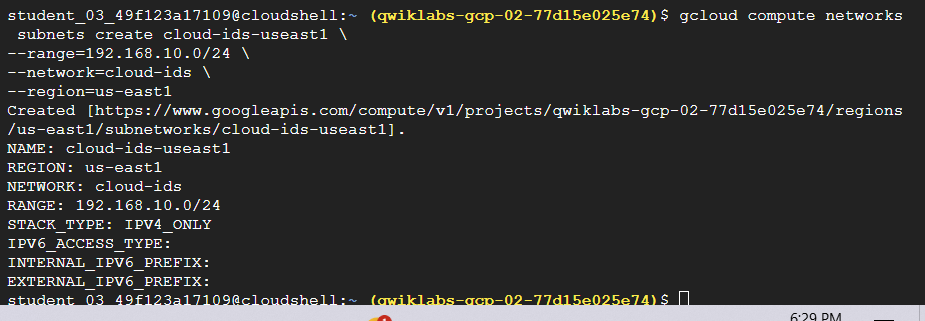 student_03_49f123a17109@cloudshell:~ (qwiklabs-gcp-02-77d15e025e74)$ gcloud compute networks
 subnets create cloud-ids-useast1 \
--range=192.168.10.0/24 \
--network=cloud-ids \
--region=us-east1
Created [https://www.googleapis.com/compute/v1/projects/qwiklabs-gcp-02-77d15e025e74/regions
/us-east1/subnetworks/cloud-ids-useast1].
NAME: cloud-ids-useast1
REGION: us-east1
NETWORK: cloud-ids
RANGE: 192.168.10.0/24
STACK_TYPE: IPV4_ONLY
IPV6_ACCESS_TYPE:
INTERNAL_IPV6_PREFIX:
EXTERNAL_IPV6_PREFIX:
student_03_49f123a17109@cloudshell:~ (qwiklabs-gcp-02-77d15e025e74)$
6:29 PM